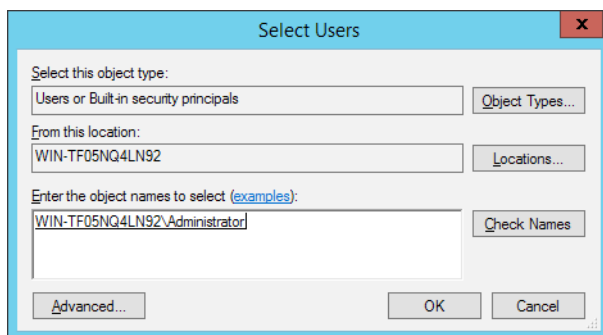 Select Users
x
Select this object type:
Users or Built-in security principals
Object Types...
From this location:
WIN-TF05NQ4LN92
Locations...
Enter the object names to select (examples):
WIN-TF05NQ4LN92\Administrator
Check Names
Advanced...
OK
Cancel